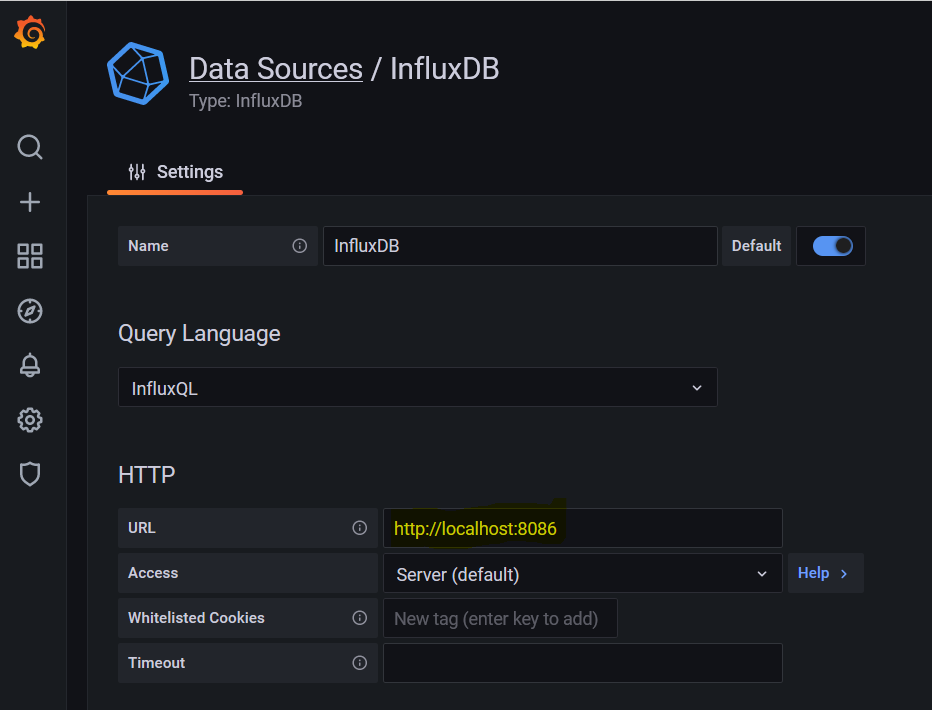 Data Sources / InfluxDB
Type: InfluxDB
Settings
Name InfluxDB Default
Query Language
InfluxQL
HTTP
URL http://localhost:8086
Access Server (default) Help
Whitelisted Cookies New tag (enter key to add)
Timeout